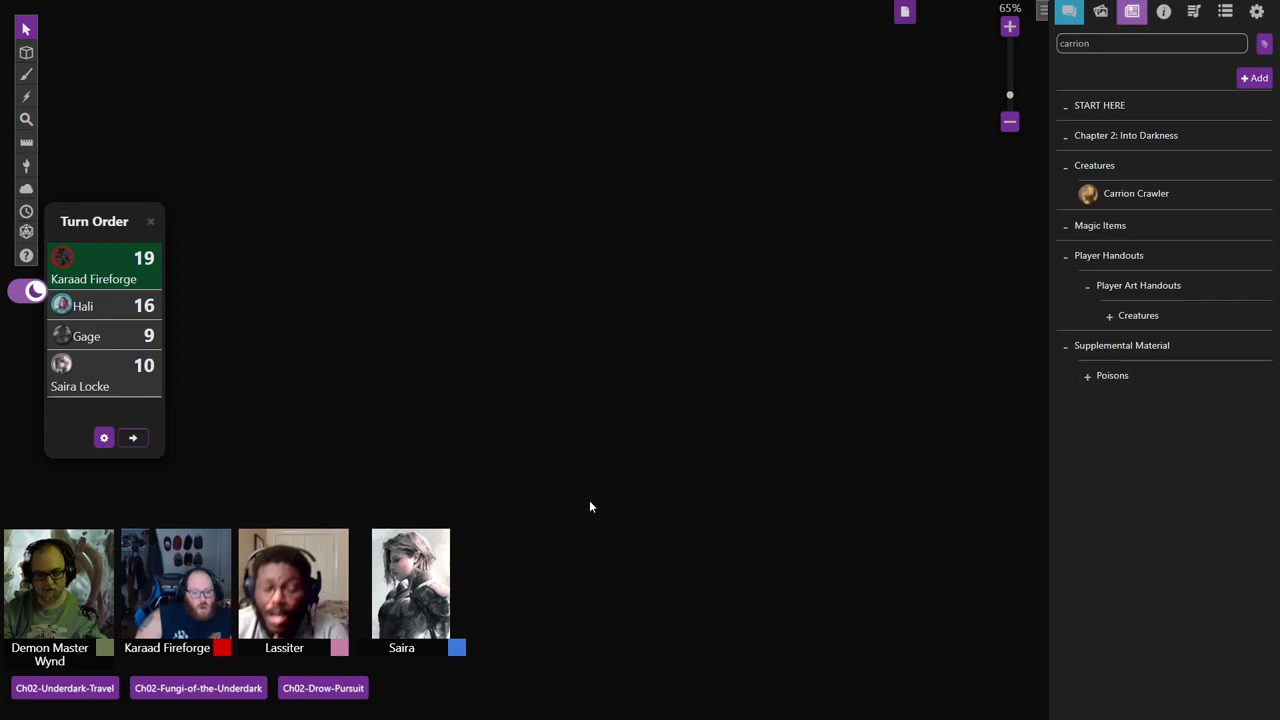 65%
carrion
+ Add
START HERE
Chapter 2: Into Darkness
Creatures
Carrion Crawler
Magic Items
Player Handouts
Player Art Handouts
Creatures
Supplemental Material
Poisons
Turn Order
19
Karaad Fireforge
Hali 16
Gage 9
10
Saira Locke
Demon Master
Wynd
Karaad Fireforge
Lassiter
Saira
Ch02-Underdark-Travel
Ch02-Fungi-of-the-Underdark
Ch02-Drow-Pursuit